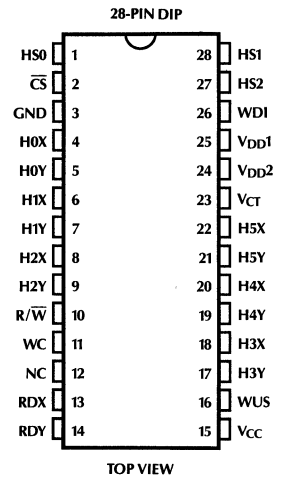 28-PIN DIP
HS0 1 28 HS1
C̅S̅ 2 27 HS2
GND 3 26 WDI
H0X 4 25 VDD1
H0Y 5 24 VDD2
H1X 6 23 VCT
H1Y 7 22 H5X
H2X 8 21 H5Y
H2Y 9 20 H4X
R/W̅ 10 19 H4Y
WC 11 18 H3X
NC 12 17 H3Y
RDX 13 16 WUS
RDY 14 15 VCC
TOP VIEW